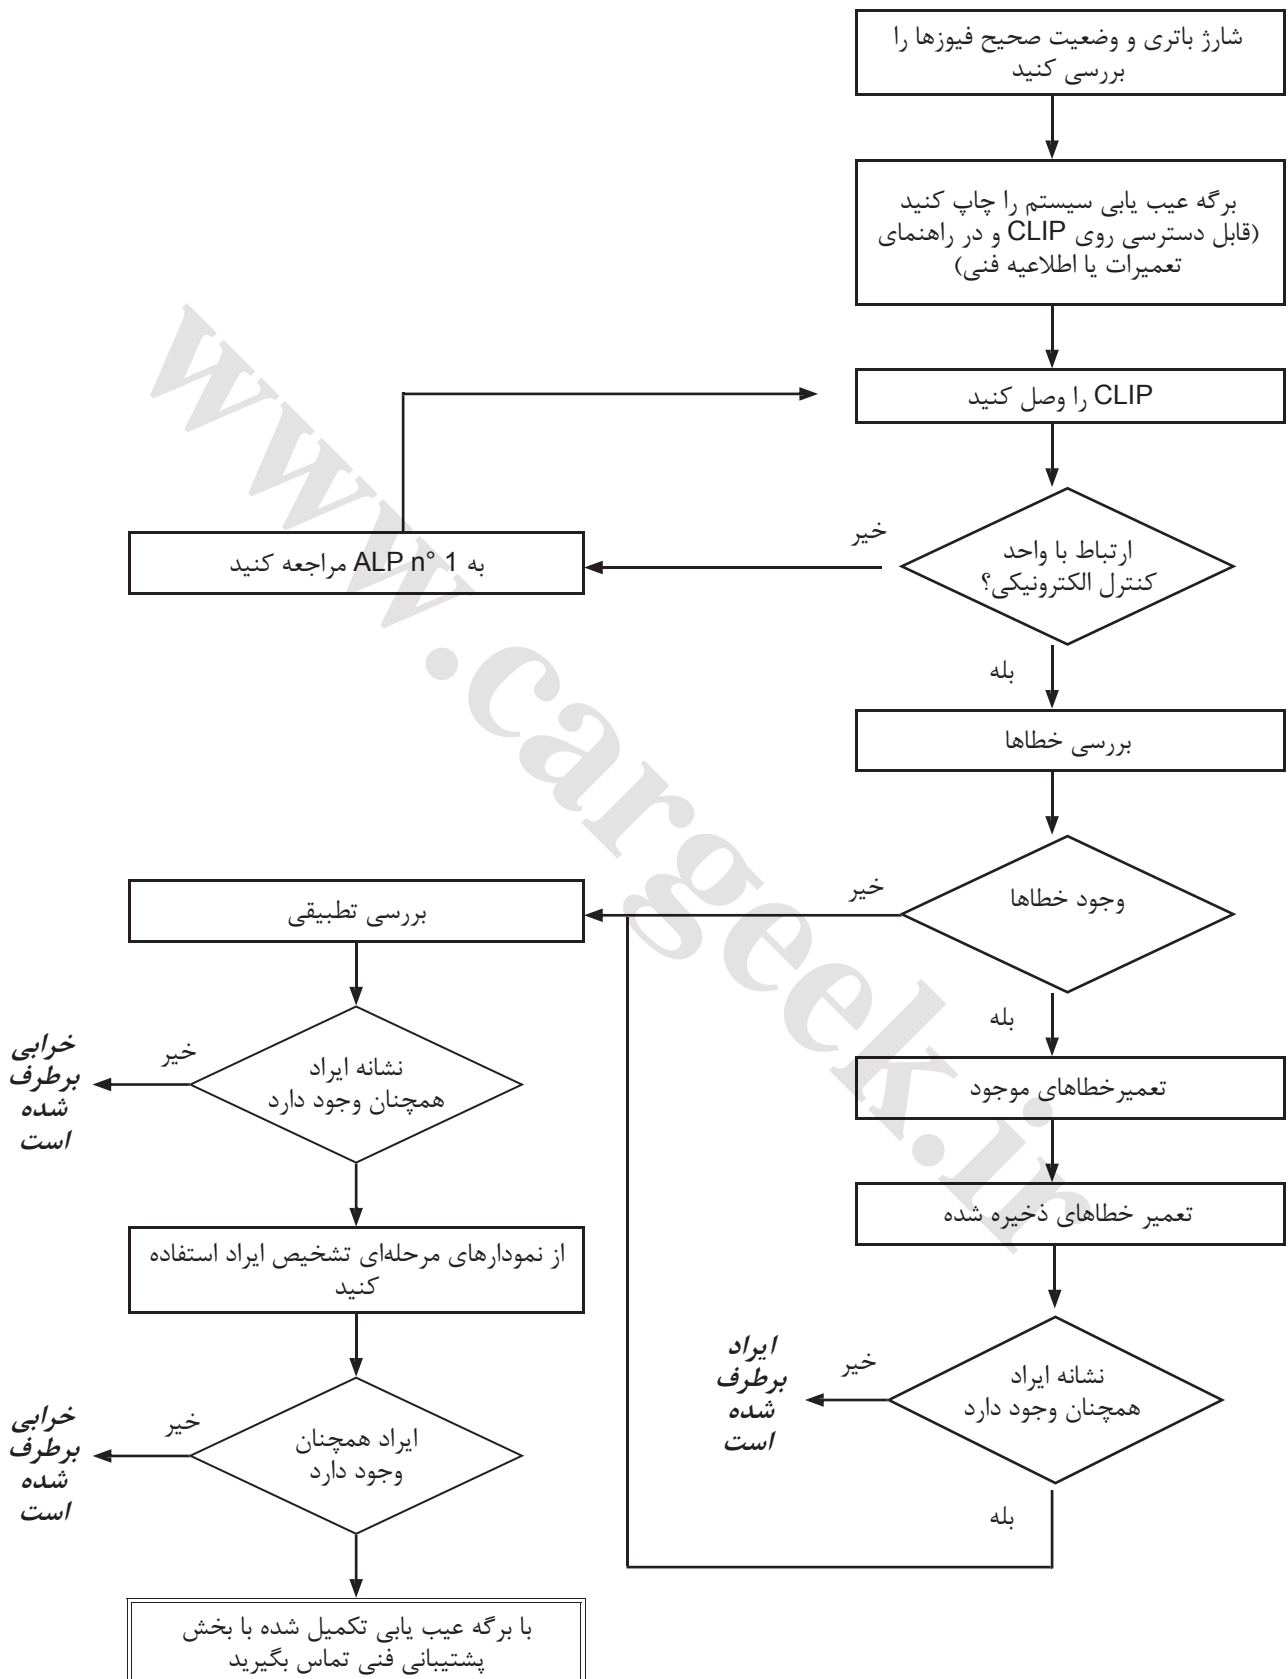 شارژ باتری و وضعیت صحیح فیوزها را
بررسی کنید
برگه عیب یابی سیستم را چاپ کنید
(قابل دسترسی روی CLIP و در راهنمای
تعمیرات یا اطلاعیه فنی)
CLIP را وصل کنید
ارتباط با واحد
کنترل الکترونیکی؟
خیر
به ALP n° 1 مراجعه کنید
بله
بررسی خطاها
وجود خطاها
خیر
بررسی تطبیقی
بله
تعمیرخطاهای موجود
تعمیر خطاهای ذخیره شده
نشانه ایراد
همچنان وجود دارد
خیر
ایراد
برطرف
شده
است
بله
نشانه ایراد
همچنان وجود دارد
خیر
خرابی
برطرف
شده
است
از نمودارهای مرحله‌ای تشخیص ایراد استفاده
کنید
ایراد همچنان
وجود دارد
خیر
خرابی
برطرف
شده
است
با برگه عیب یابی تکمیل شده با بخش
پشتیبانی فنی تماس بگیرید
www.cargeek.ir